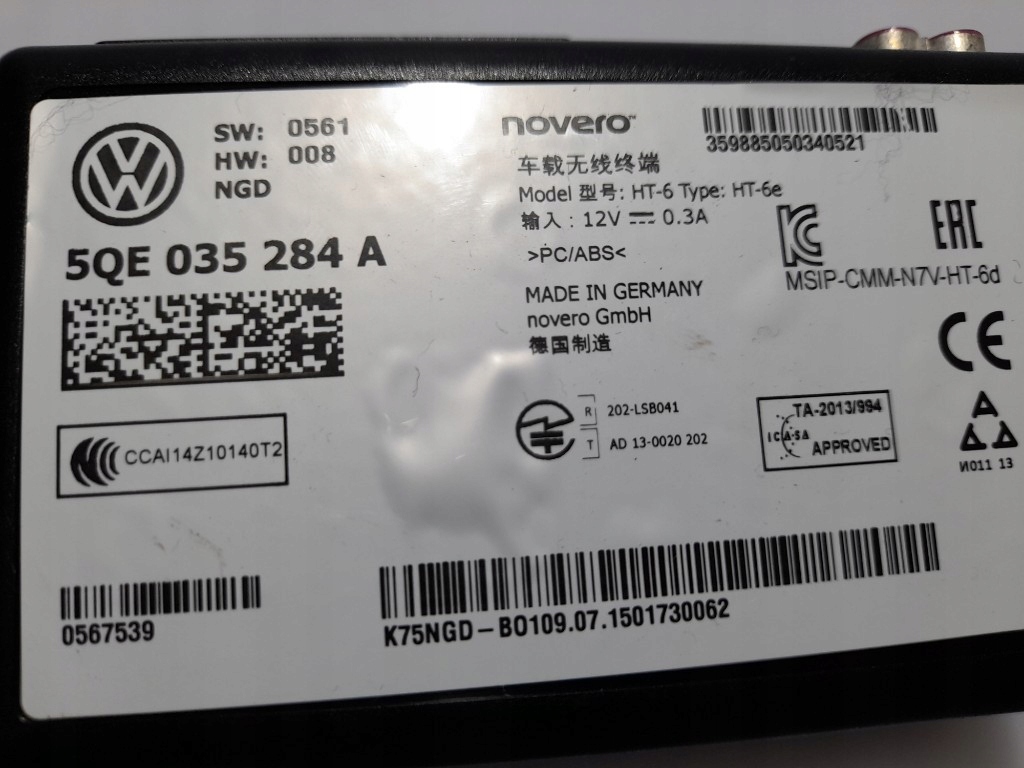 SW: 0561
HW: 008
NGD
5QE 035 284 A
CCAI14Z10140T2
0567539
novero
车载无线终端
Model 型号: HT-6 Type: HT-6e
输入: 12V ⎓ 0.3A
>PC/ABS<
MADE IN GERMANY
novero GmbH
德国制造
359885050340521
EAC
MSIP-CMM-N7V-HT-6d
CE
R 202-LSB041
T AD 13-0020 202
TA-2013/994
ICASA
APPROVED
И011 13
K75NGD-BO109.07.1501730062